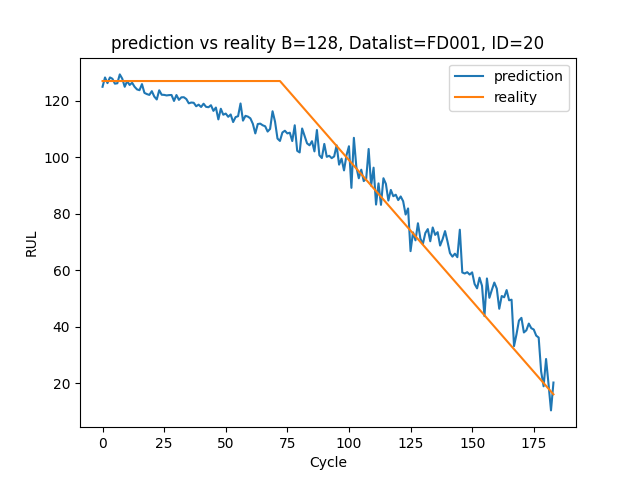 prediction vs reality B=128, Datalist=FD001, ID=20
prediction
reality
RUL
120
100
80
60
40
20
0 25 50 75 100 125 150 175
Cycle